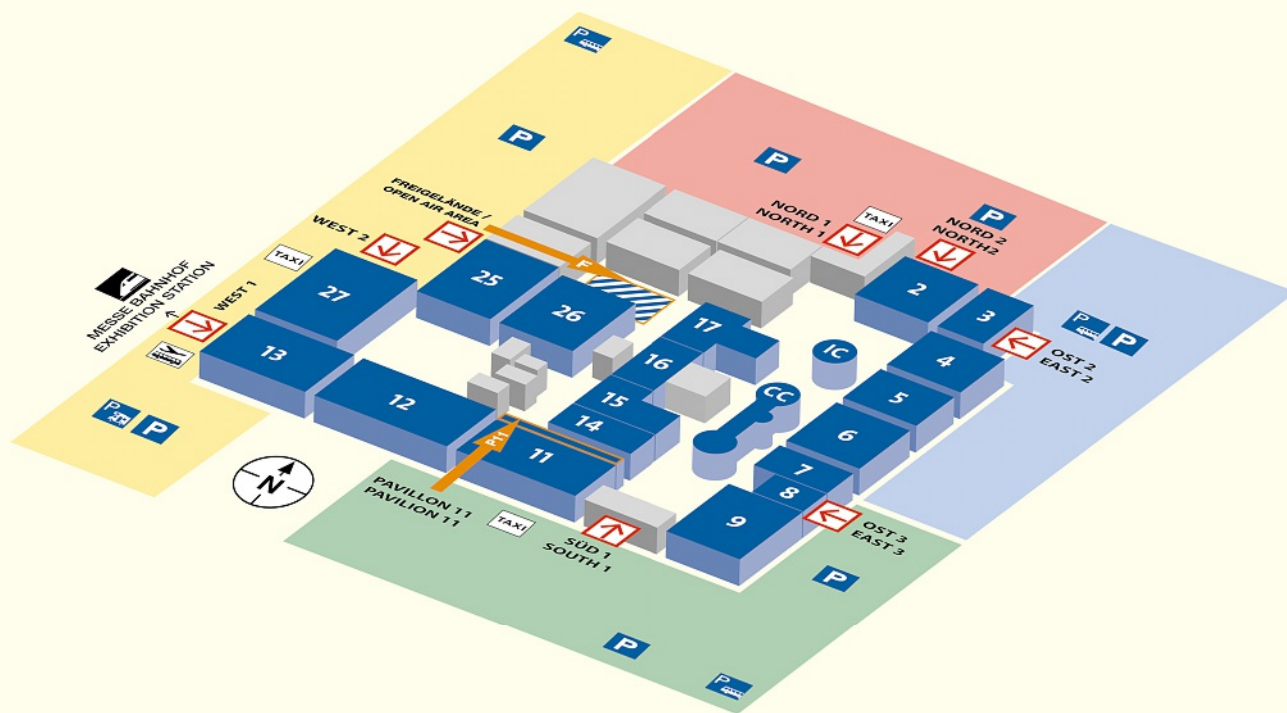 P
P
P
FREIGELÄNDE /
OPEN AIR AREA
NORD 1
NORTH 1
TAXI
P
NORD 2
NORTH2
WEST 2
TAXI
MESSE BAHNHOF
EXHIBITION STATION
WEST 1
F
25
26
27
13
12
17
16
15
14
11
P11
IC
CC
2
3
4
5
6
7
8
9
P
P
OST 2
EAST 2
P
P
N
PAVILLON 11
PAVILION 11
TAXI
SÜD 1
SOUTH 1
OST 3
EAST 3
P
P
P